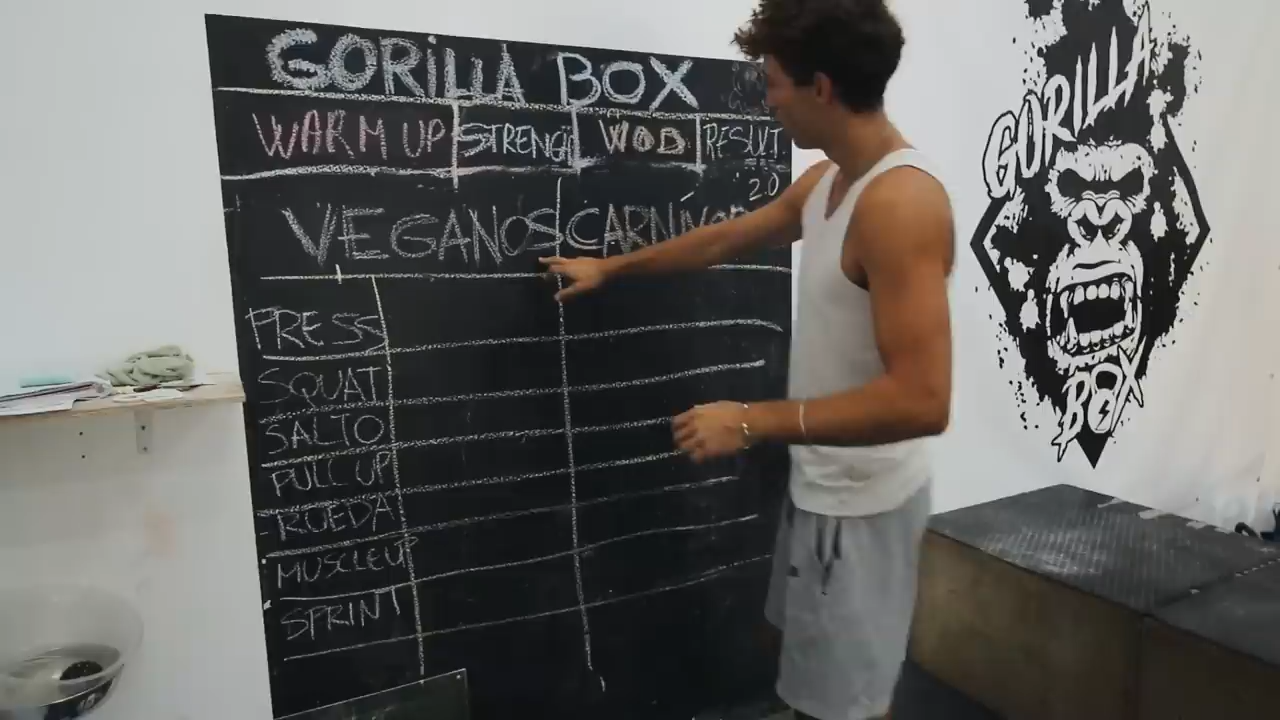 GORILLA BOX
WARM UP STRENGTH WOD RESULT.
2.0
VEGANOS
PRESS
SQUAT
SALTO
PULL UP
RUEDA
MUSCLEUP
SPRINT
GORILLA
BOX